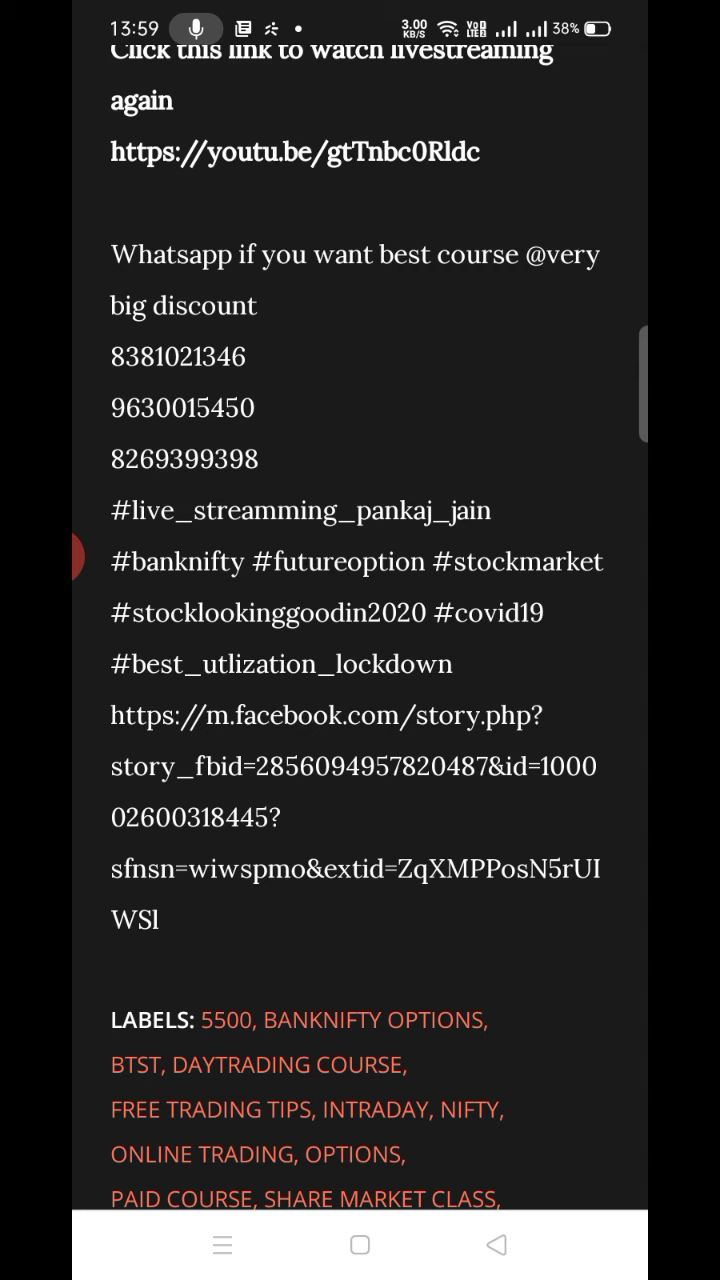 13:59 3.00 KB/S VoD LTE 2 38%
Click this link to watch livestreaming
again
https://youtu.be/gtTnbc0Rldc
Whatsapp if you want best course @very
big discount
8381021346
9630015450
8269399398
#live_streamming_pankaj_jain
#banknifty #futureoption #stockmarket
#stocklookinggoodin2020 #covid19
#best_utlization_lockdown
https://m.facebook.com/story.php?
story_fbid=2856094957820487&id=1000
02600318445?
sfnsn=wiwspmo&extid=ZqXMPPosN5rUI
WSl
LABELS: 5500, BANKNIFTY OPTIONS,
BTST, DAYTRADING COURSE,
FREE TRADING TIPS, INTRADAY, NIFTY,
ONLINE TRADING, OPTIONS,
PAID COURSE, SHARE MARKET CLASS,